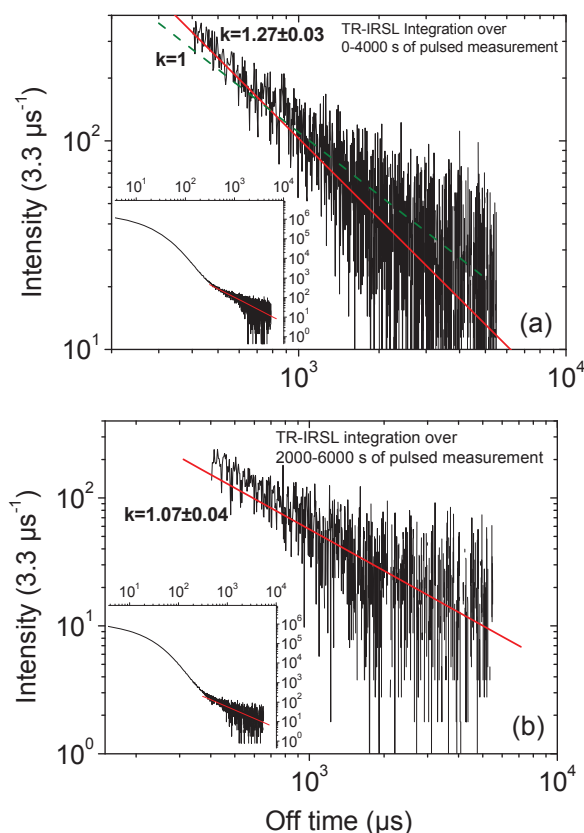 k=1.27±0.03
TR-IRSL Integration over
0-4000 s of pulsed measurement
k=1
10²
10¹
10¹ 10² 10³ 10⁴
10⁶
10⁵
10⁴
10³
10²
10¹
10⁰
Intensity (3.3 µs⁻¹)
(a)
10³ 10⁴
TR-IRSL integration over
2000-6000 s of pulsed measurement
k=1.07±0.04
10²
10¹
10⁰
10¹ 10² 10³ 10⁴
10⁶
10⁵
10⁴
10³
10²
10¹
10⁰
Intensity (3.3 µs⁻¹)
(b)
10³ 10⁴
Off time (µs)